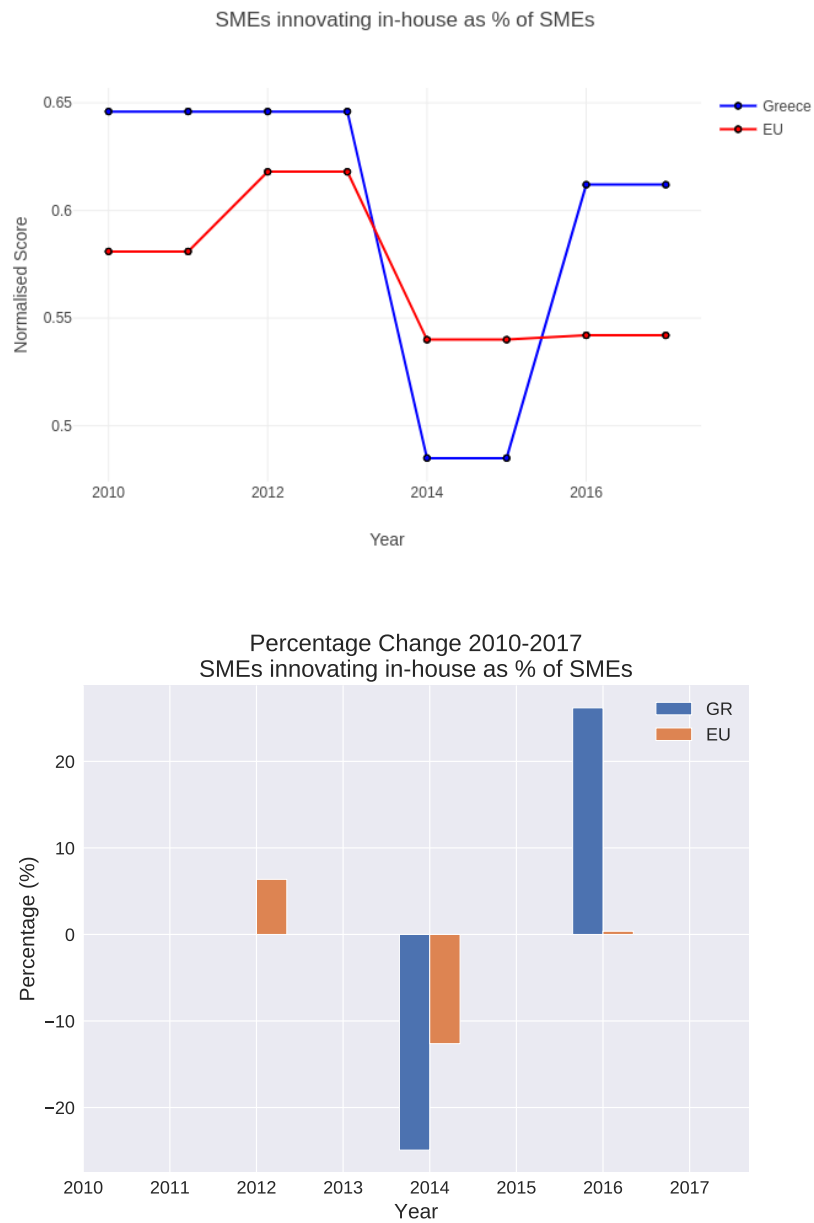 SMEs innovating in-house as % of SMEs
0.65
0.6
0.55
0.5
Normalised Score
2010 2012 2014 2016
Year
Greece
EU
Percentage Change 2010-2017
SMEs innovating in-house as % of SMEs
GR
EU
20
10
0
−10
−20
Percentage (%)
2010 2011 2012 2013 2014 2015 2016 2017
Year